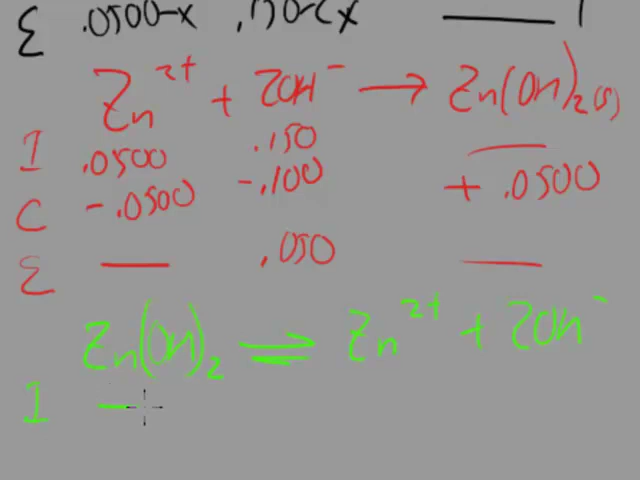 E .0500-x .150-2x
Zn²⁺ + 2OH⁻ → Zn(OH)₂(s)
I .0500 .150 —
C -.0500 -.100 + .0500
E — .050 —
Zn(OH)₂ ⇌ Zn²⁺ + 2OH⁻
I —